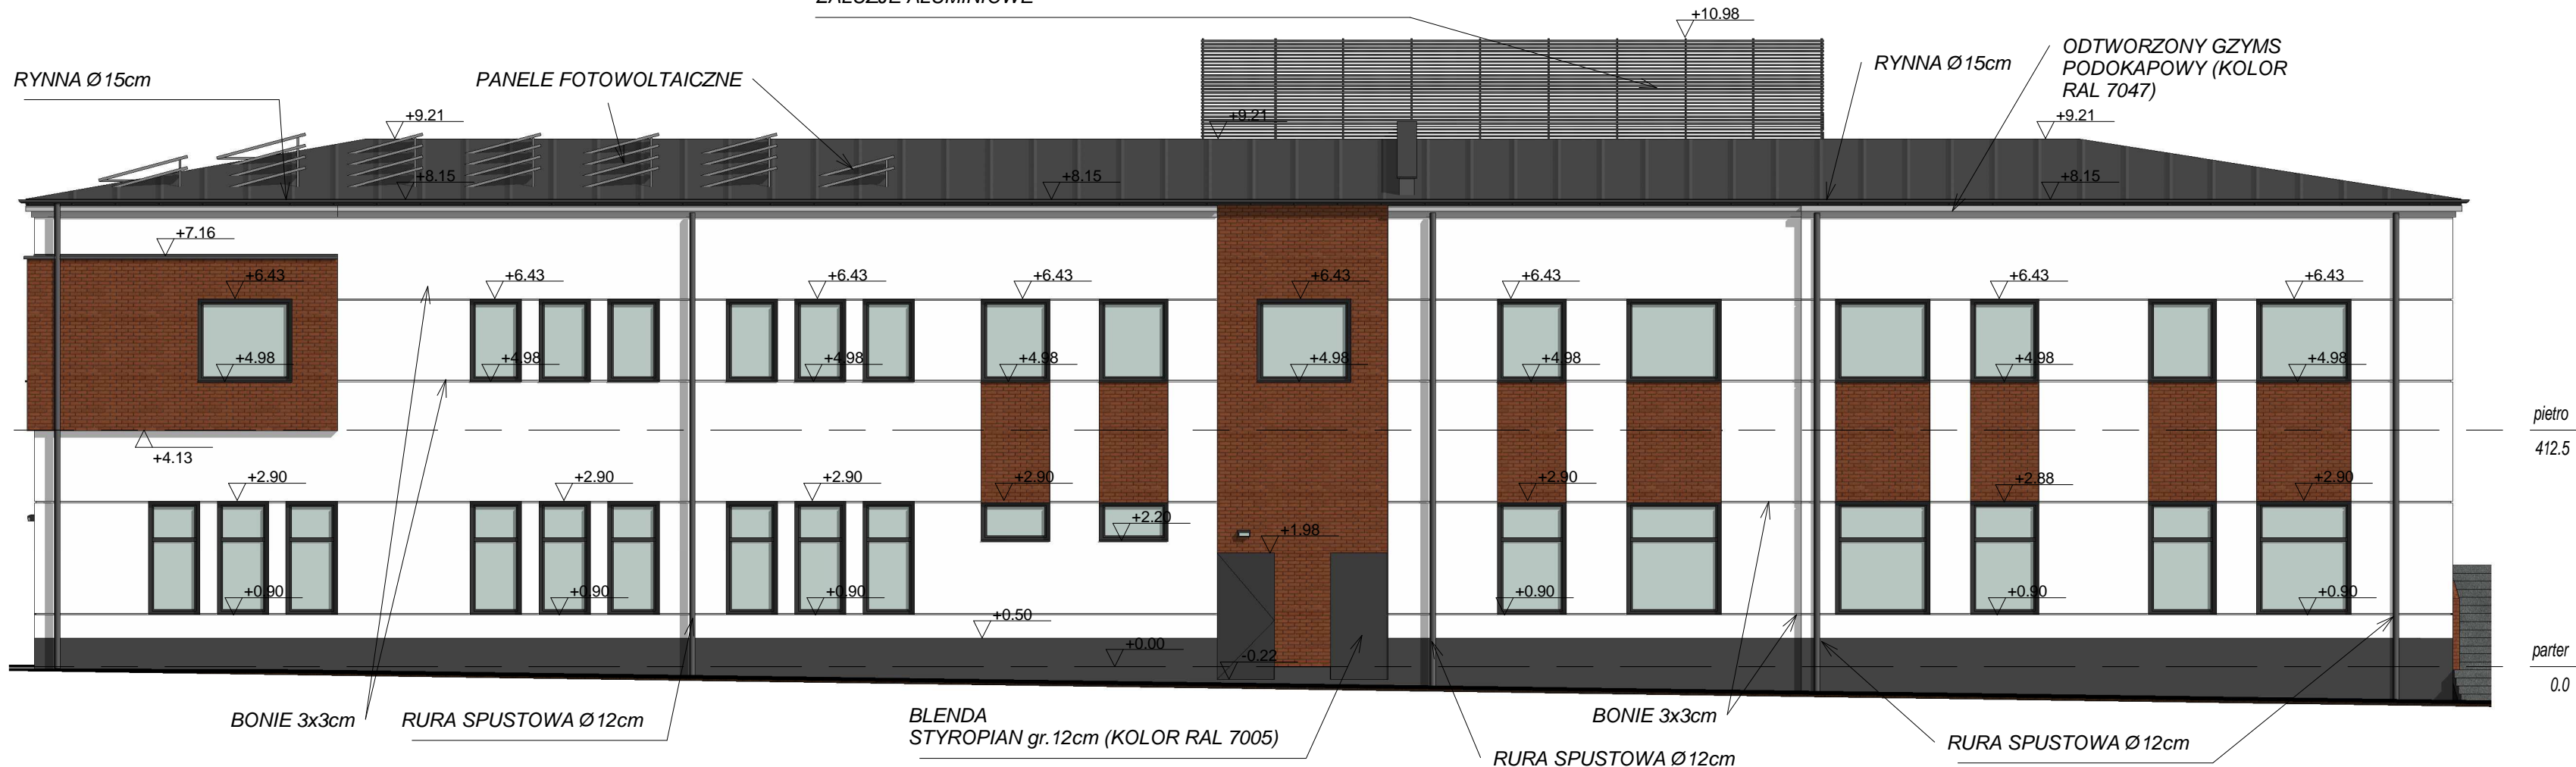 ŻALUZJE ALUMINIOWE
+10.98
RYNNA Ø15cm
PANELE FOTOWOLTAICZNE
RYNNA Ø15cm
ODTWORZONY GZYMS
PODOKAPOWY (KOLOR
RAL 7047)
+9.21
+9.21
+9.21
+8.15
+8.15
+8.15
+7.16
+6.43
+6.43
+6.43
+6.43
+6.43
+6.43
+6.43
+6.43
+4.98
+4.98
+4.98
+4.98
+4.98
+4.98
+4.98
+4.98
pietro
412.5
+4.13
+2.90
+2.90
+2.90
+2.90
+2.90
+2.88
+2.90
+2.20
+1.98
+0.90
+0.90
+0.90
+0.90
+0.90
+0.90
+0.50
+0.00
-0.22
parter
0.0
BONIE 3x3cm
RURA SPUSTOWA Ø12cm
BLENDA
STYROPIAN gr.12cm (KOLOR RAL 7005)
BONIE 3x3cm
RURA SPUSTOWA Ø12cm
RURA SPUSTOWA Ø12cm